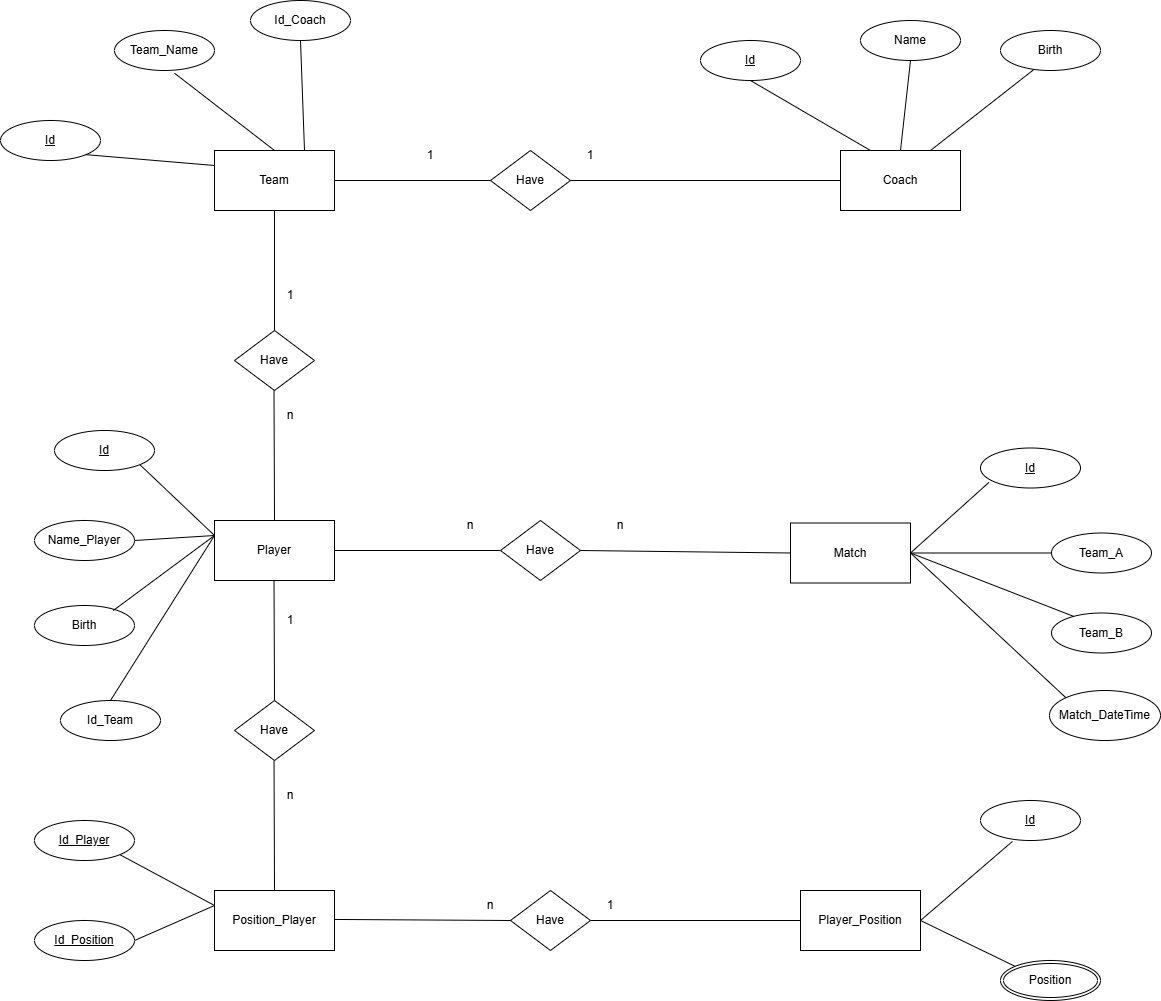 Id_Coach
Team_Name
Name
Birth
Id
Id
1
1
Team
Have
Coach
1
Have
n
Id
Id
n
n
Name_Player
Player
Have
Match
Team_A
Birth
1
Team_B
Id_Team
Match_DateTime
Have
n
Id
Id_Player
n
1
Position_Player
Have
Player_Position
Id_Position
Position